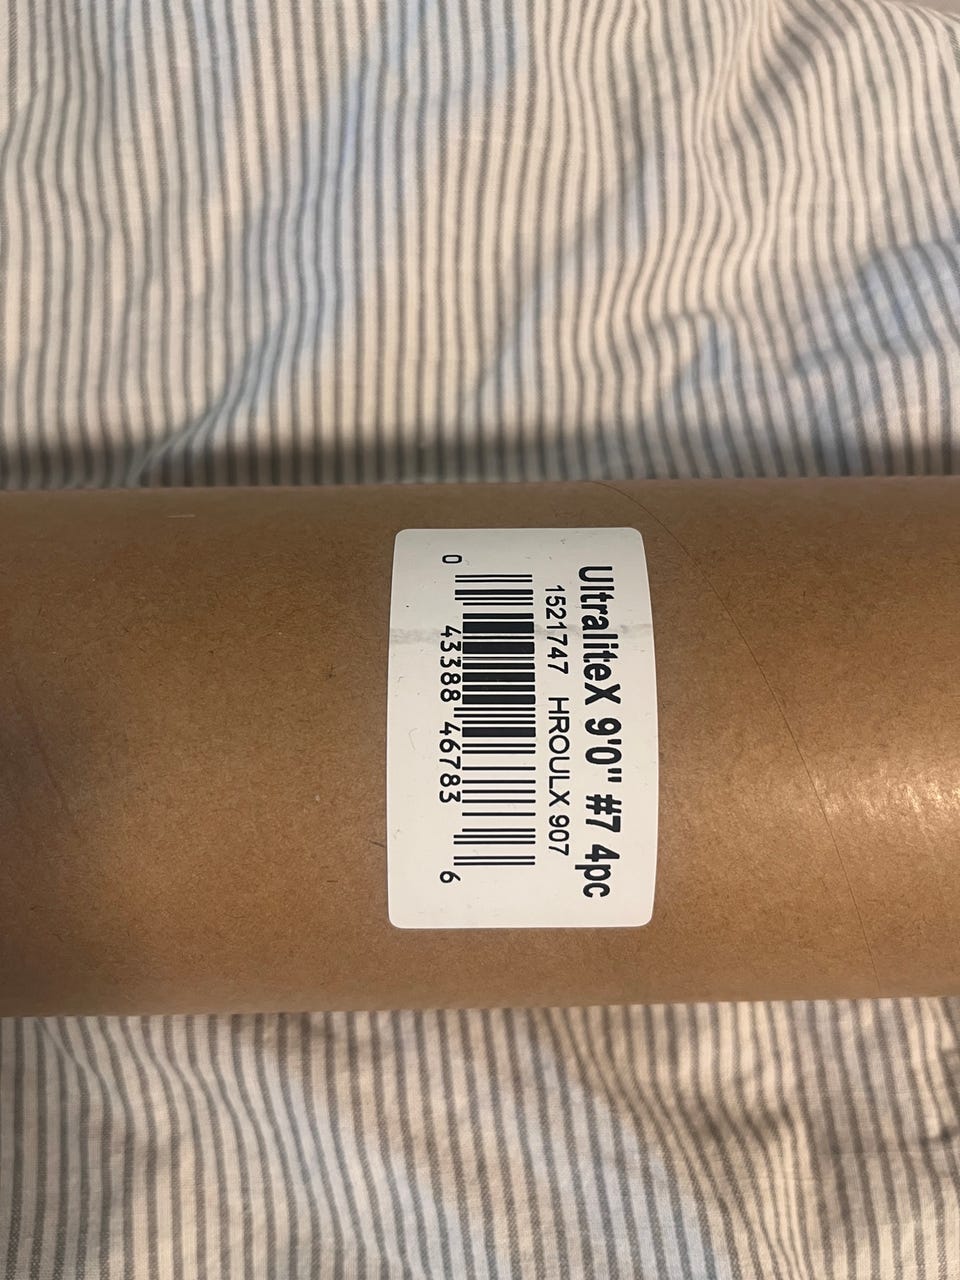 UltraliteX 9'0" #7 4pc
1521747 HROULX 907
0 43388 46783 6